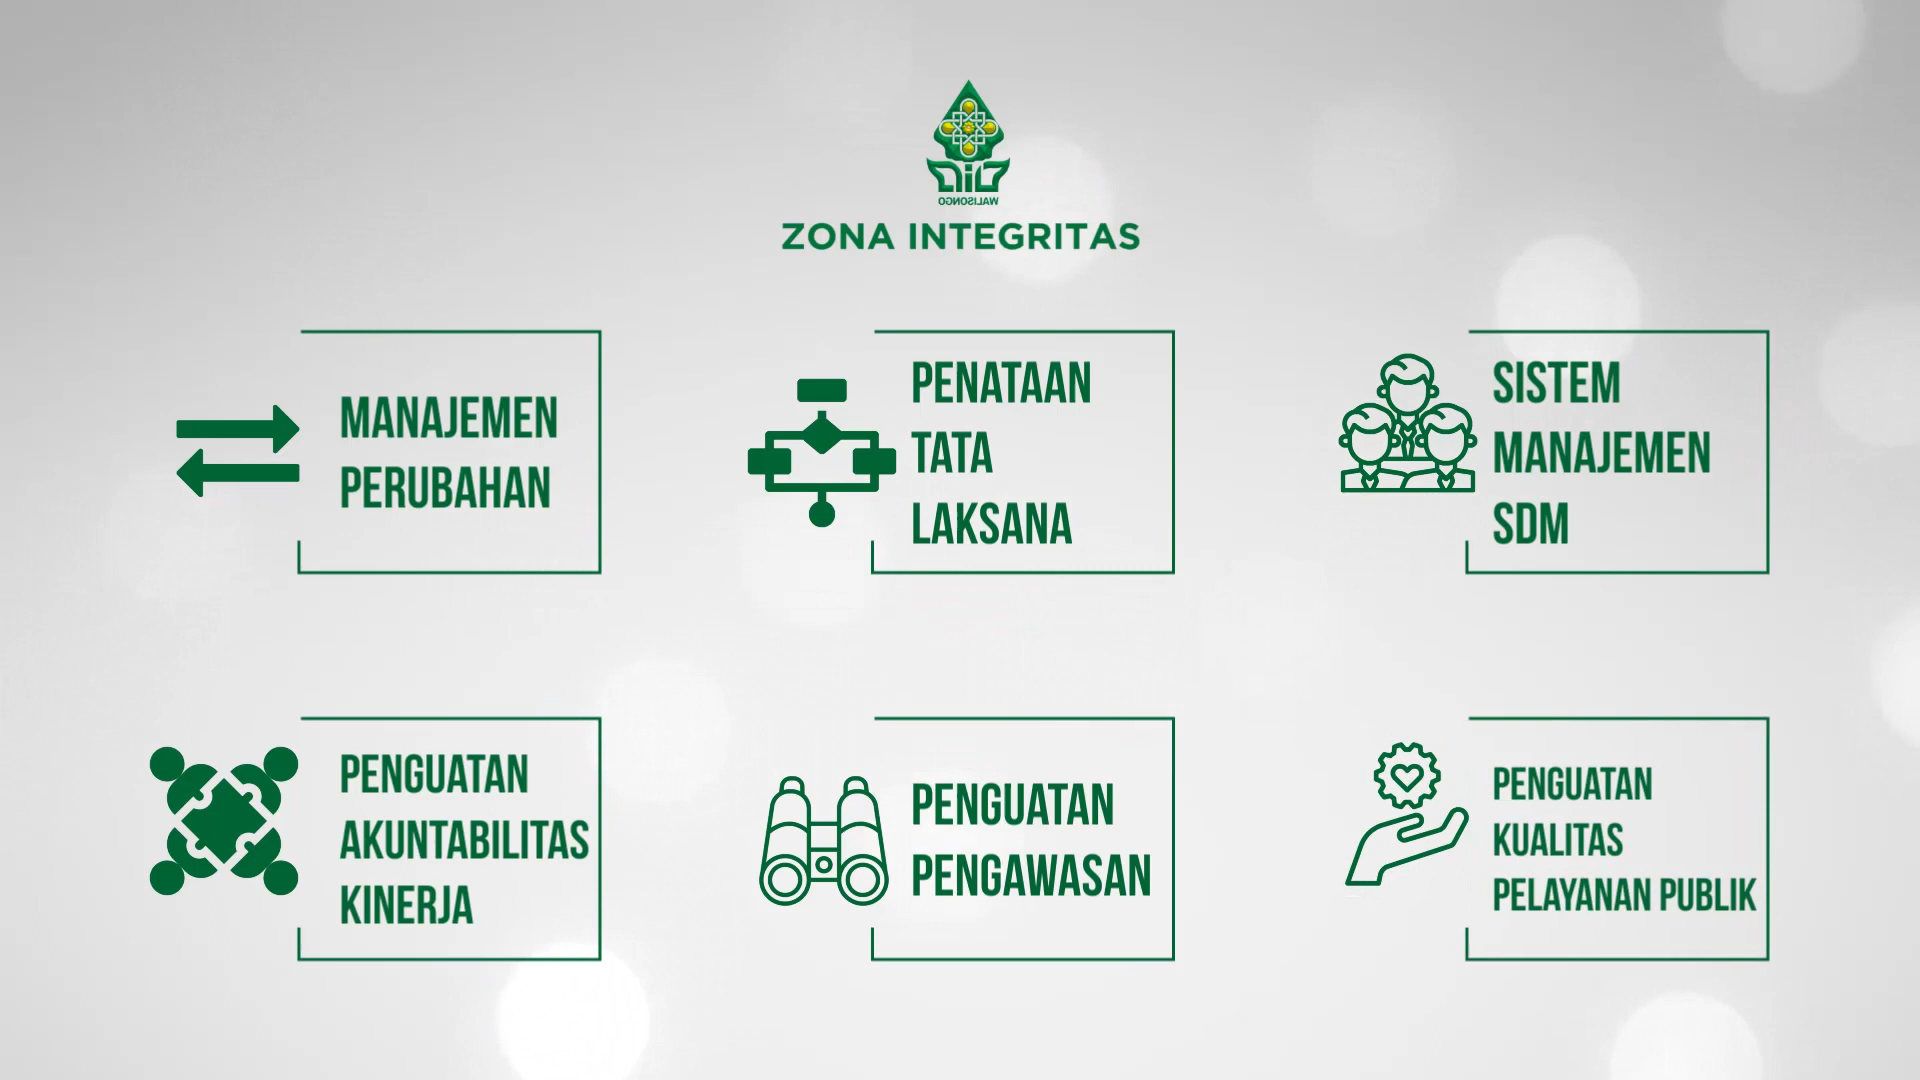 WALISONGO
ZONA INTEGRITAS
MANAJEMEN
PERUBAHAN
PENATAAN
TATA
LAKSANA
SISTEM
MANAJEMEN
SDM
PENGUATAN
AKUNTABILITAS
KINERJA
PENGUATAN
PENGAWASAN
PENGUATAN
KUALITAS
PELAYANAN PUBLIK